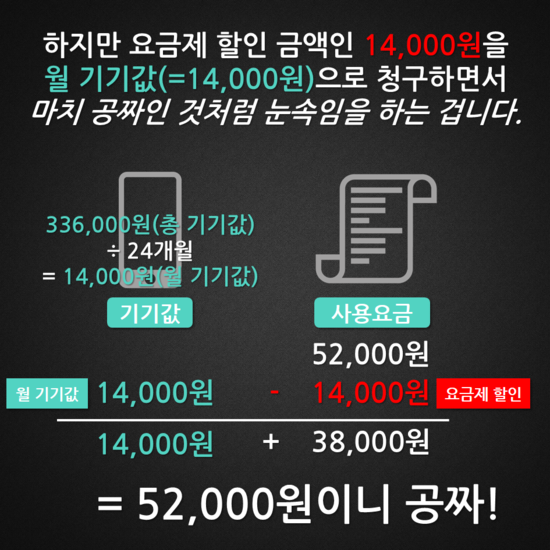 하지만 요금제 할인 금액인 14,000원을
월 기기값(=14,000원)으로 청구하면서
마치 공짜인 것처럼 눈속임을 하는 겁니다.
336,000원(총 기기값)
÷ 24개월
= 14,000원(월 기기값)
기기값
사용요금
52,000원
월 기기값 14,000원 - 14,000원 요금제 할인
14,000원 + 38,000원
= 52,000원이니 공짜!